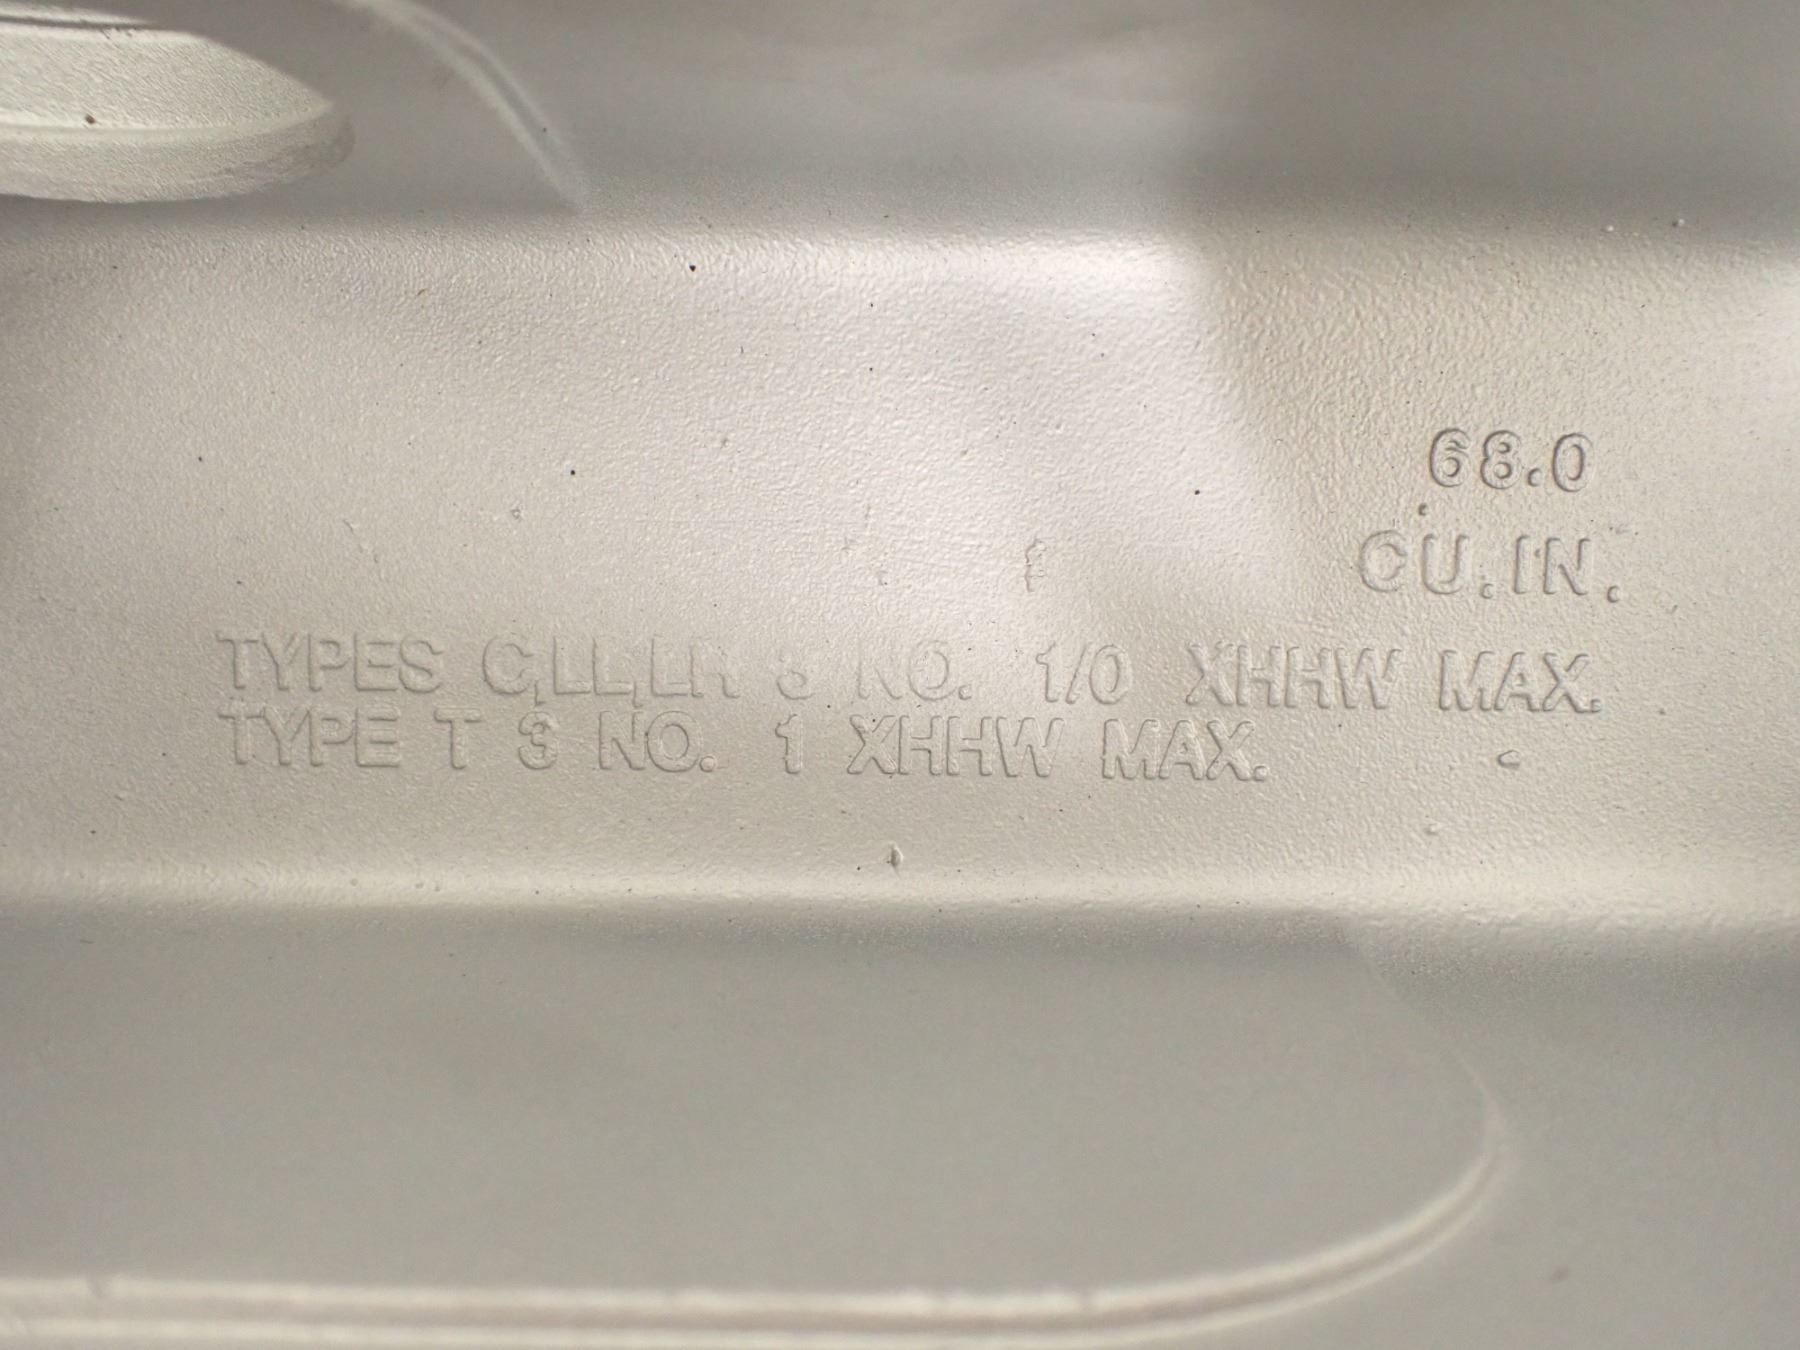 68.0
CU.IN.
TYPES C,LL,LR 3 NO. 1/0 XHHW MAX.
TYPE T 3 NO. 1 XHHW MAX.